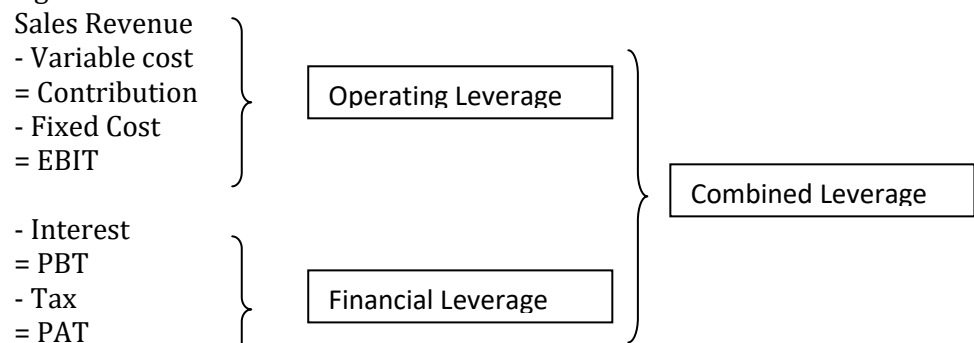 Sales Revenue
- Variable cost
= Contribution
- Fixed Cost
= EBIT
- Interest
= PBT
- Tax
= PAT
Operating Leverage
Financial Leverage
Combined Leverage